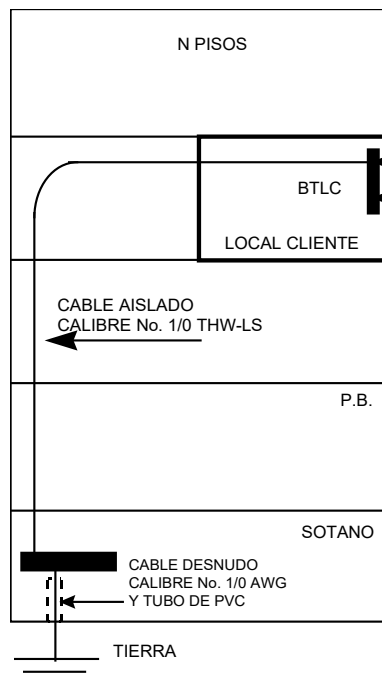 N PISOS
BTLC
LOCAL CLIENTE
CABLE AISLADO
CALIBRE No. 1/0 THW-LS
P.B.
SOTANO
CABLE DESNUDO
CALIBRE No. 1/0 AWG
Y TUBO DE PVC
TIERRA